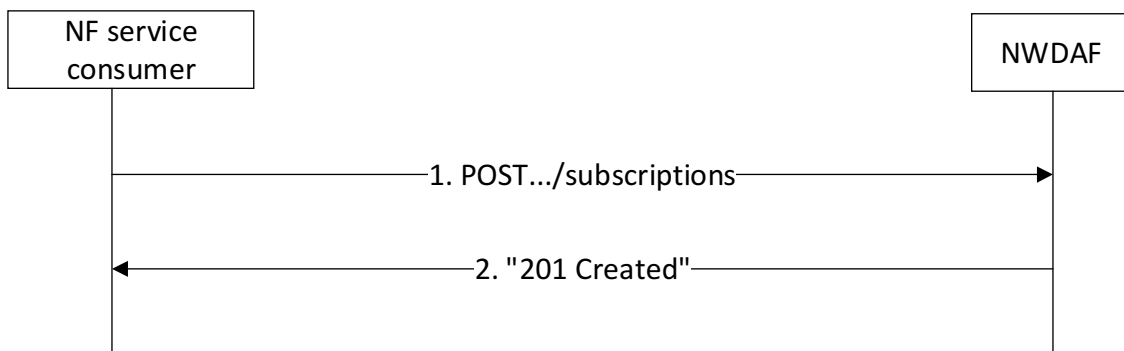 NF service
consumer
NWDAF
1. POST.../subscriptions
2. "201 Created"